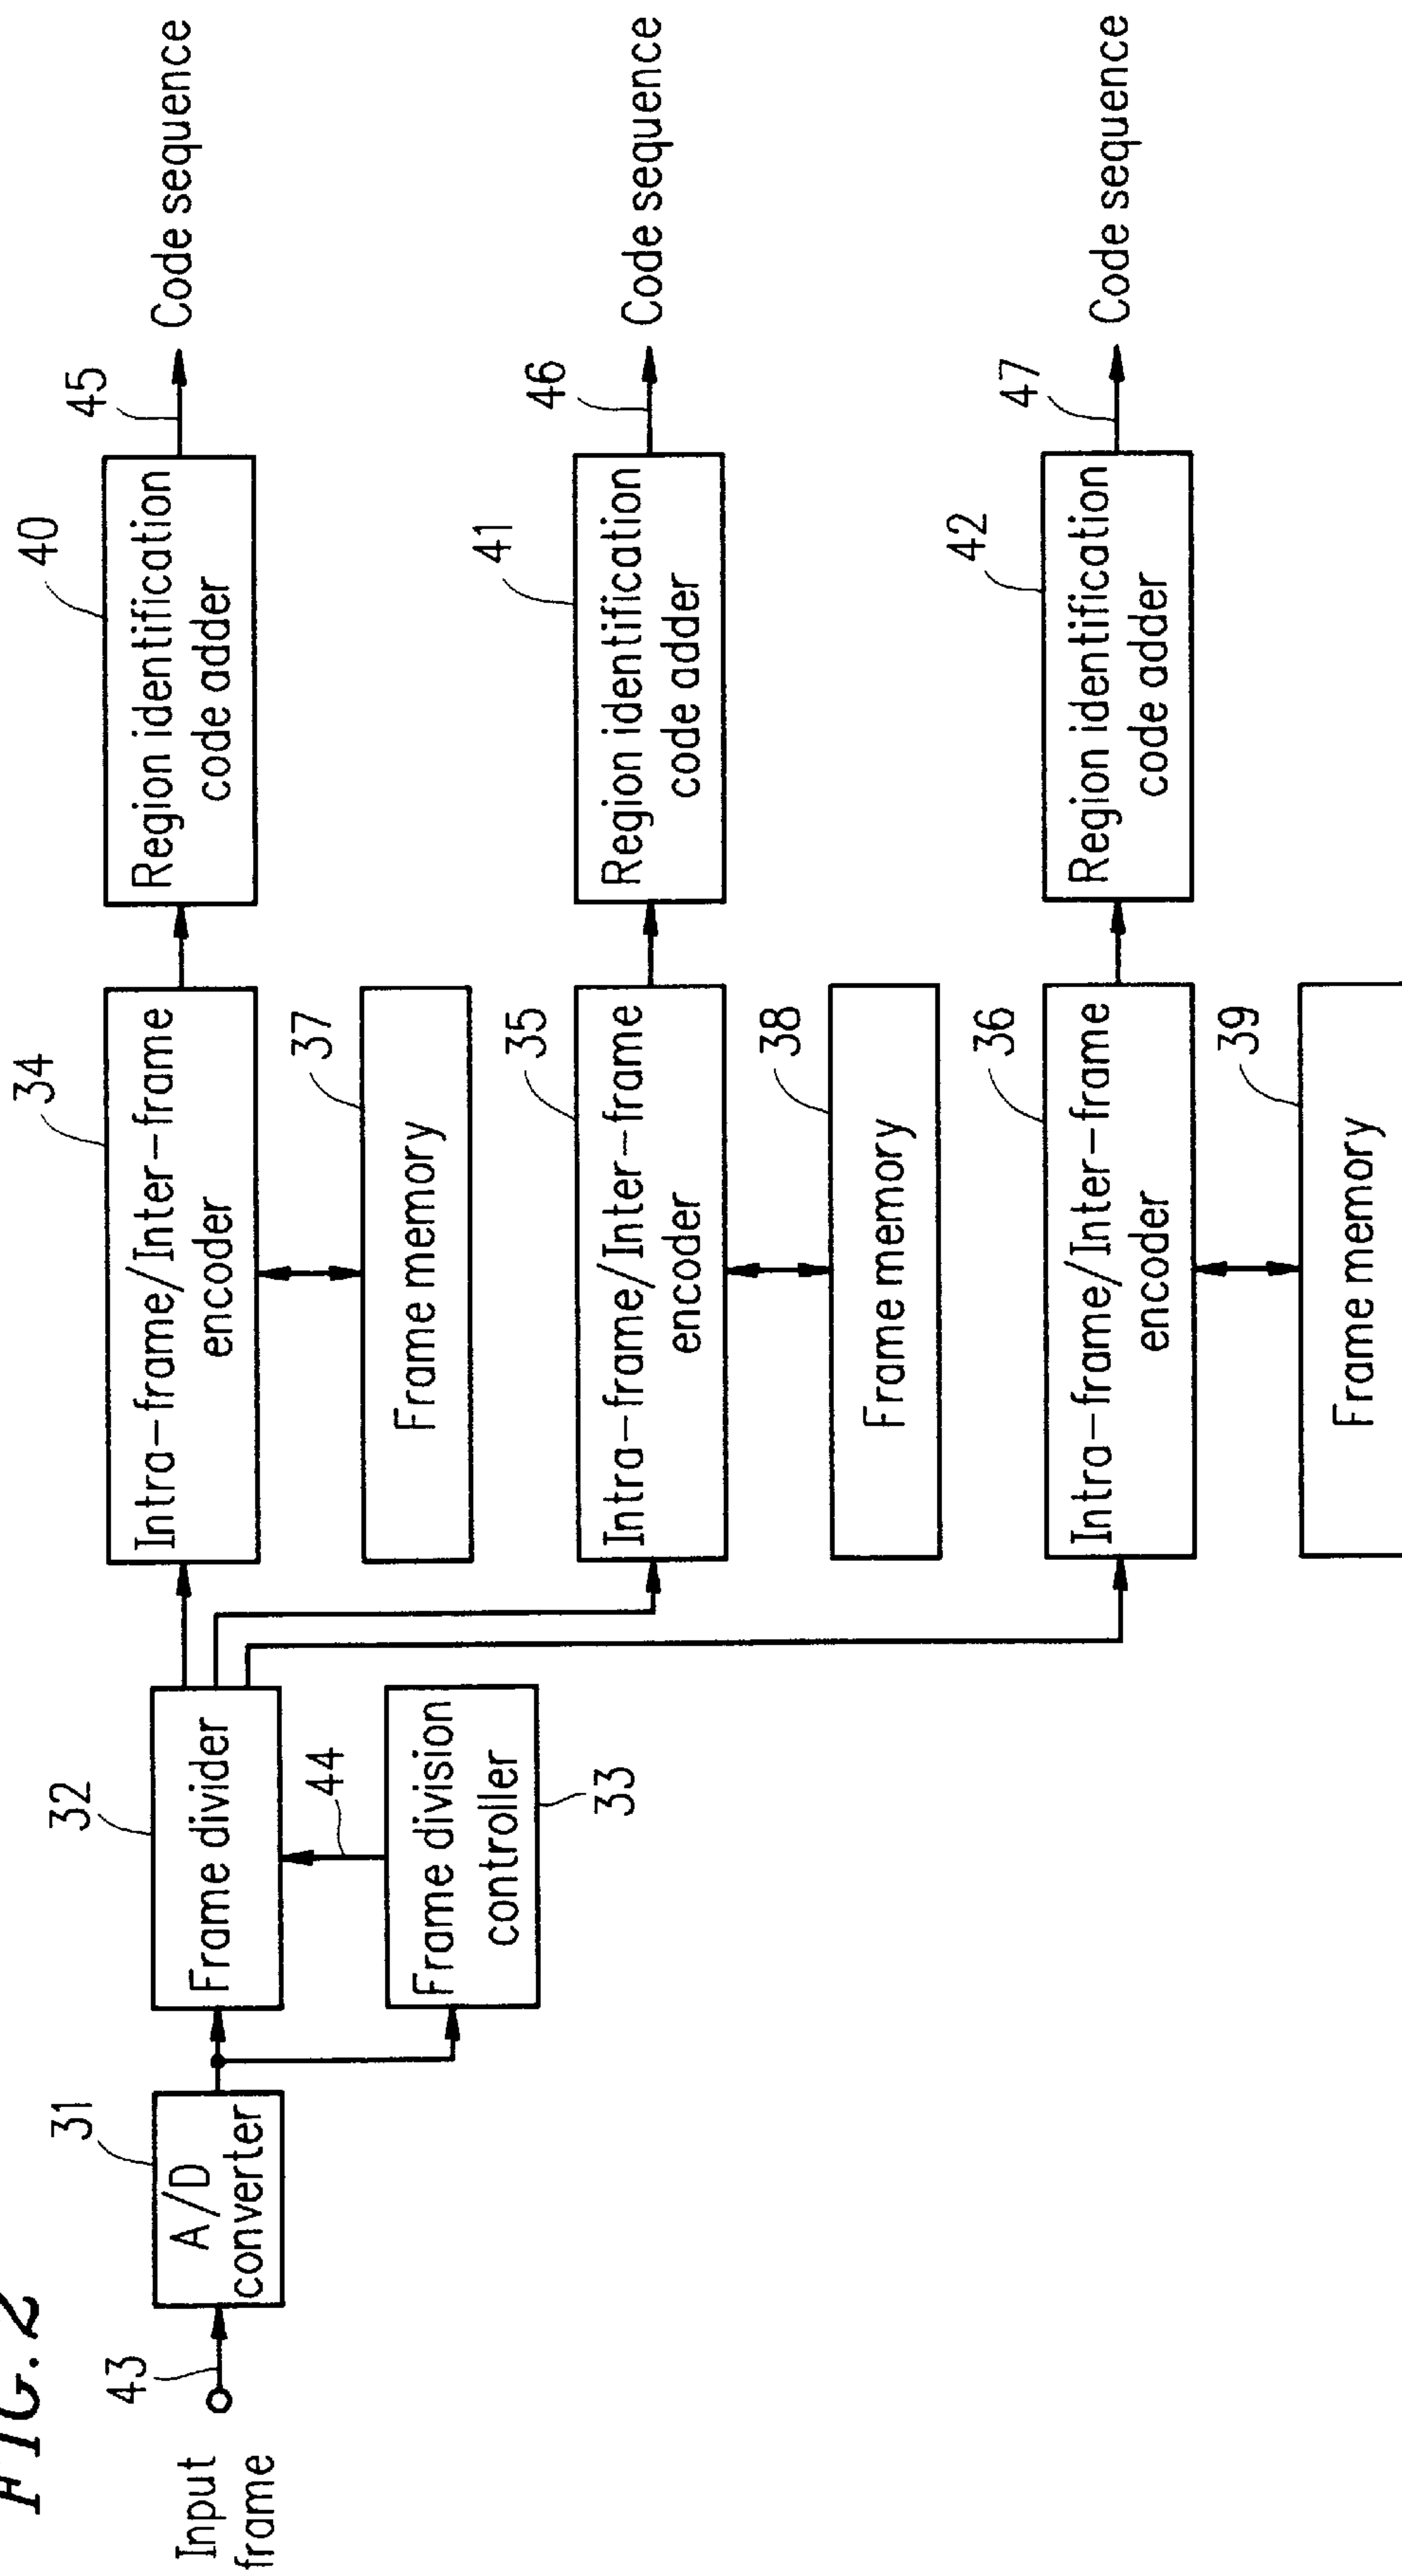 FIG. 2
Input
frame
43
31
A/D
converter
32
Frame divider
44
Frame division
controller
33
34
Intra-frame/Inter-frame
encoder
37
Frame memory
40
Region identification
code adder
45
Code sequence
35
Intra-frame/Inter-frame
encoder
38
Frame memory
41
Region identification
code adder
46
Code sequence
36
Intra-frame/Inter-frame
encoder
39
Frame memory
42
Region identification
code adder
47
Code sequence